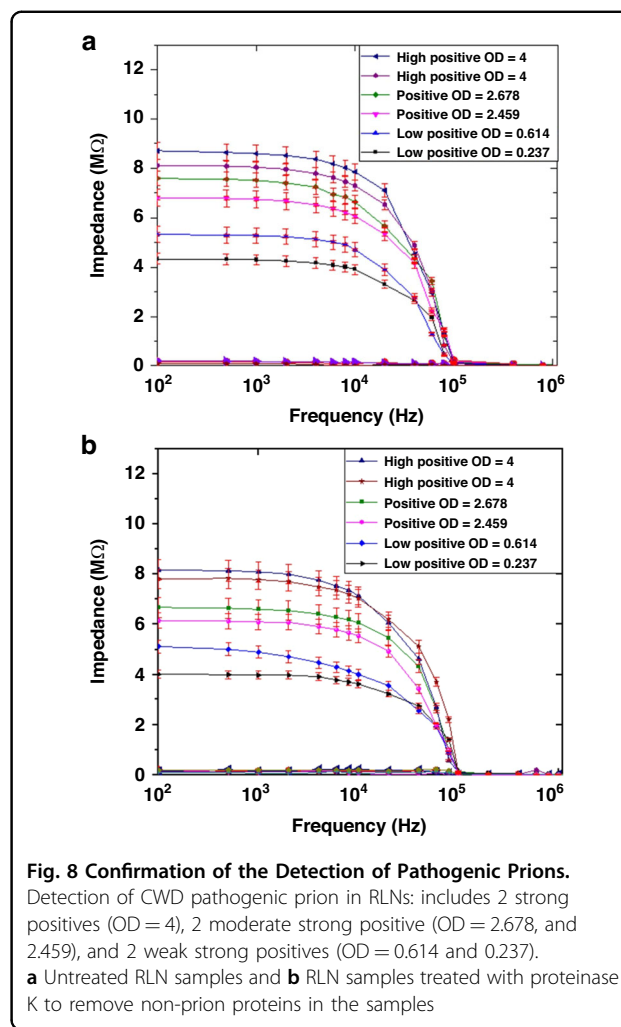 a
12
10
8
6
4
2
0
Impedance (MΩ)
High positive OD = 4
High positive OD = 4
Positive OD = 2.678
Positive OD = 2.459
Low positive OD = 0.614
Low positive OD = 0.237
10² 10³ 10⁴ 10⁵ 10⁶
Frequency (Hz)
b
12
10
8
6
4
2
0
Impedance (MΩ)
High positive OD = 4
High positive OD = 4
Positive OD = 2.678
Positive OD = 2.459
Low positive OD = 0.614
Low positive OD = 0.237
10² 10³ 10⁴ 10⁵ 10⁶
Frequency (Hz)
Fig. 8 Confirmation of the Detection of Pathogenic Prions.
Detection of CWD pathogenic prion in RLNs: includes 2 strong
positives (OD = 4), 2 moderate strong positive (OD = 2.678, and
2.459), and 2 weak strong positives (OD = 0.614 and 0.237).
a Untreated RLN samples and b RLN samples treated with proteinase
K to remove non-prion proteins in the samples